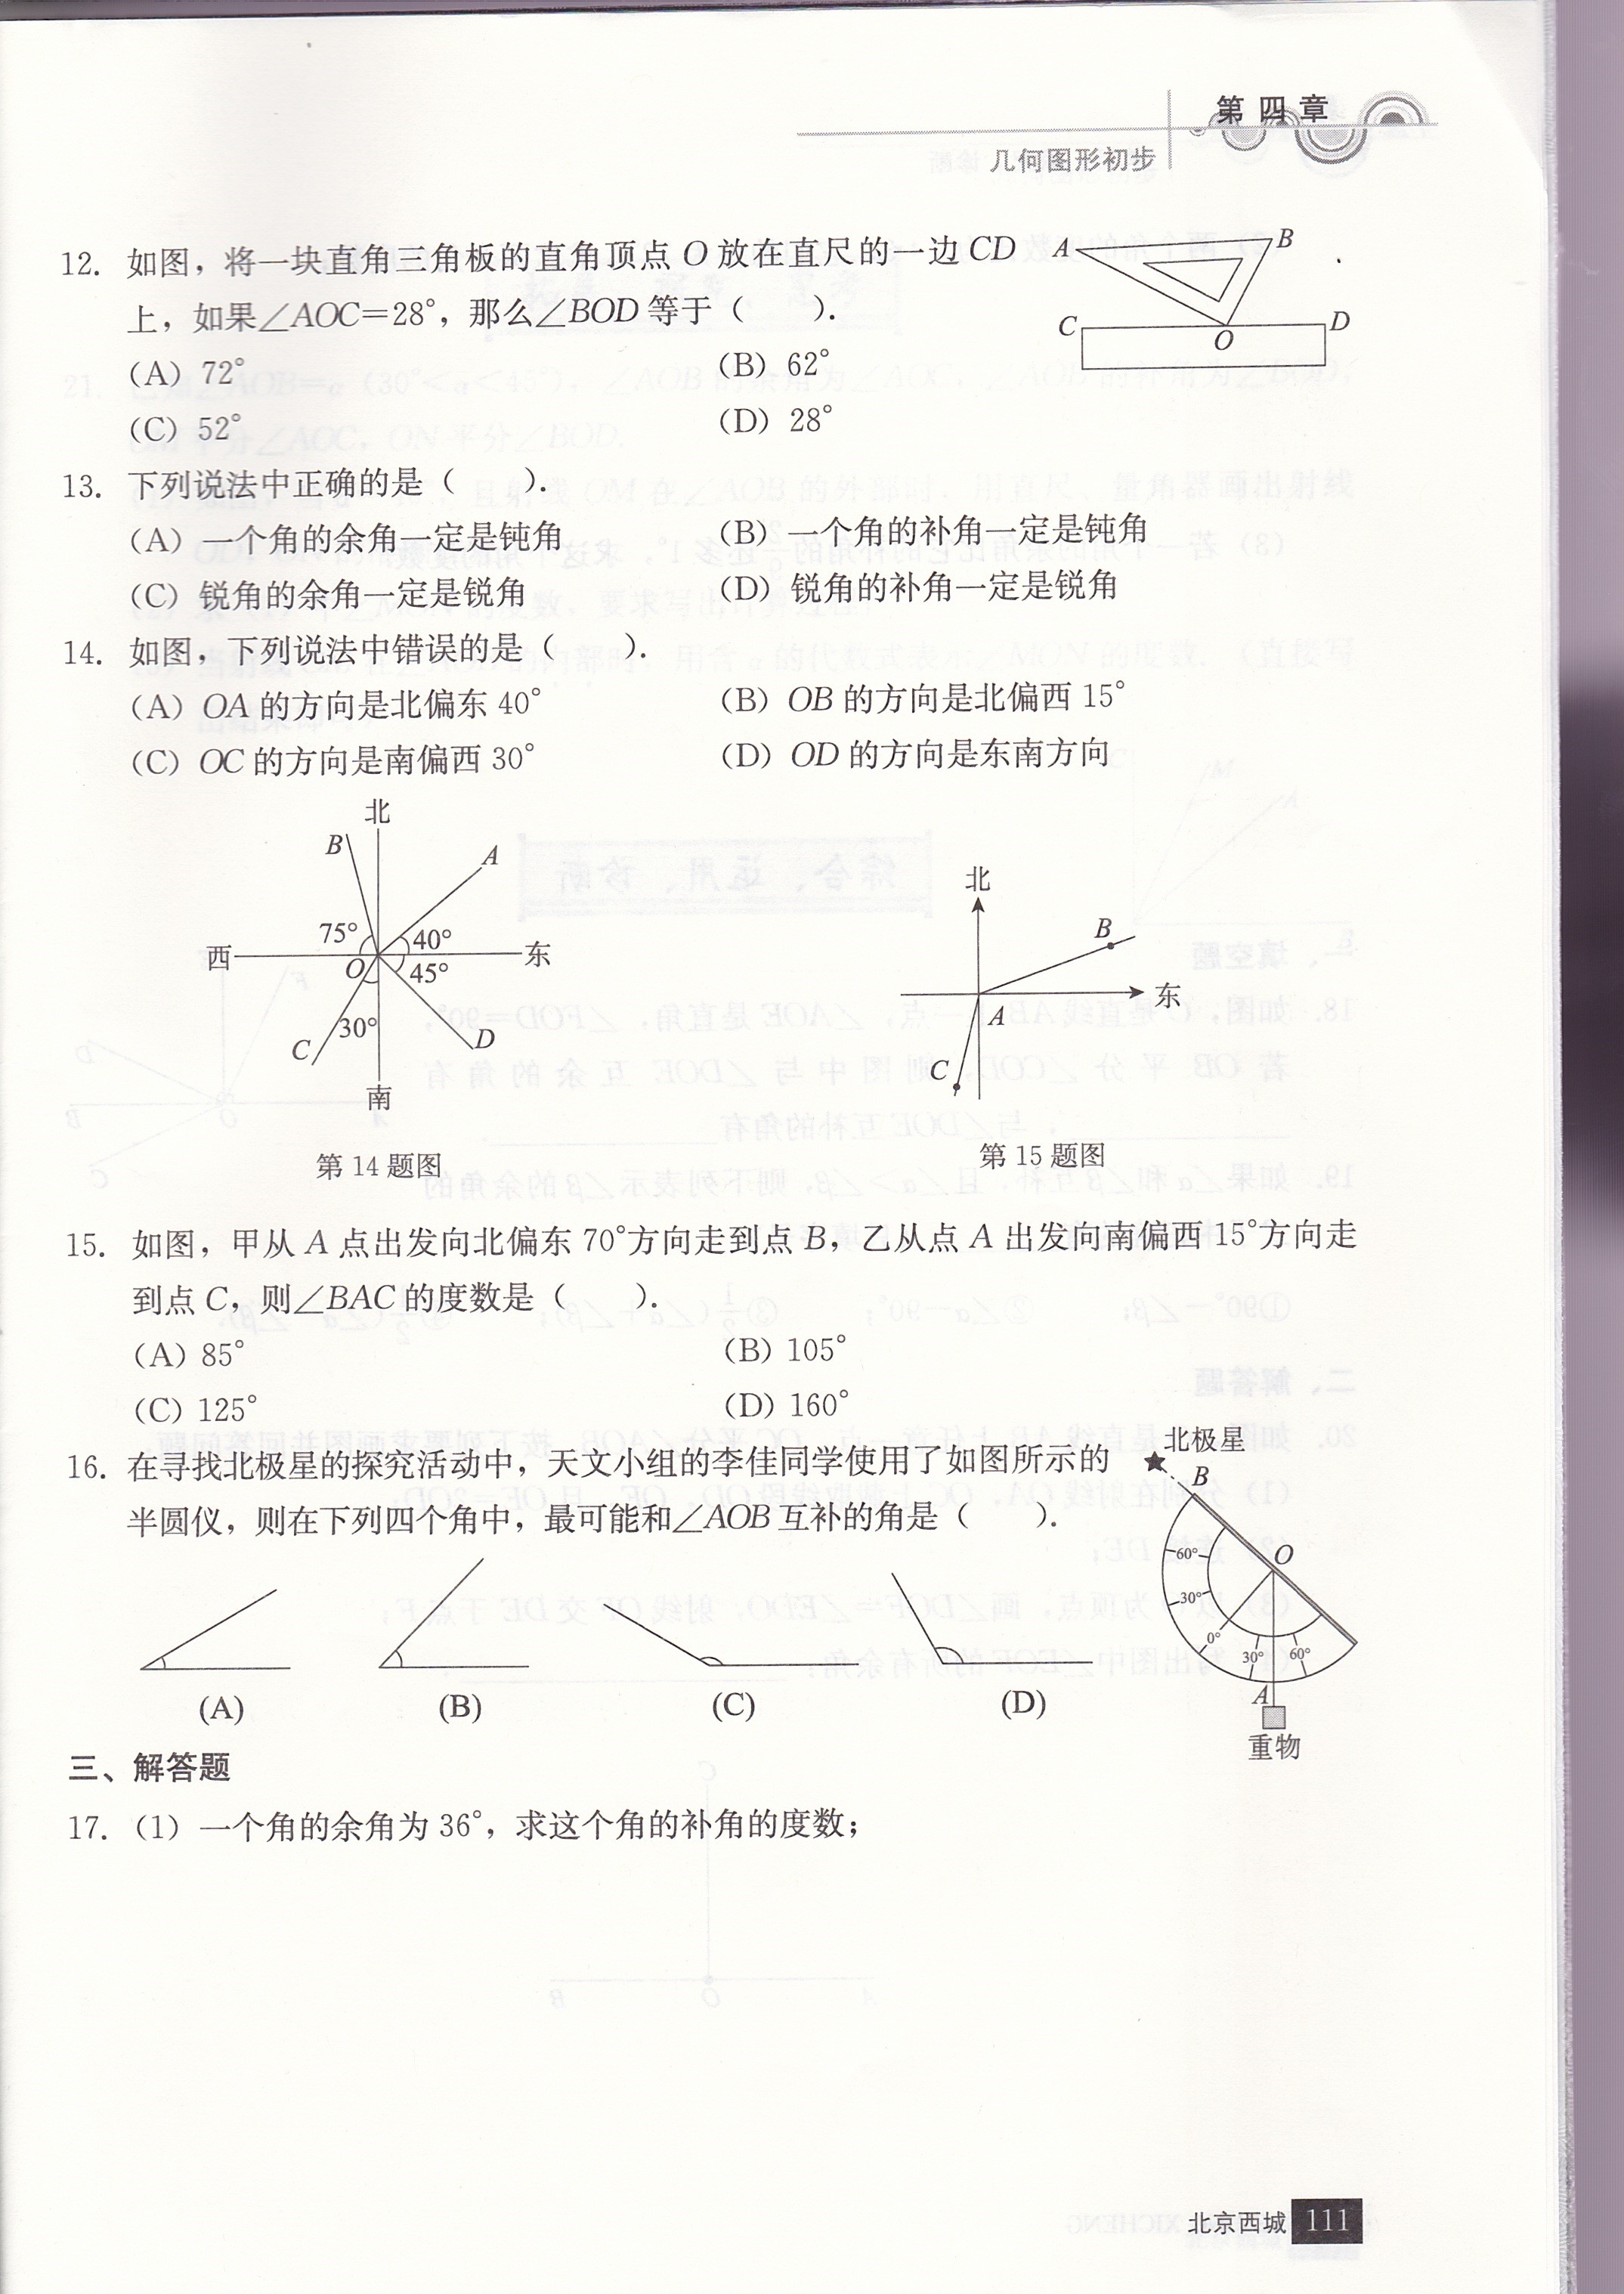 第四章
几何图形初步
12. 如图，将一块直角三角板的直角顶点 O 放在直尺的一边 CD
上，如果∠AOC=28°，那么∠BOD 等于（　　）.
(A) 72°　(B) 62°
(C) 52°　(D) 28°
A B C D O
13. 下列说法中正确的是（　　）.
(A) 一个角的余角一定是钝角　(B) 一个角的补角一定是钝角
(C) 锐角的余角一定是锐角　(D) 锐角的补角一定是锐角
14. 如图，下列说法中错误的是（　　）.
(A) OA 的方向是北偏东 40°　(B) OB 的方向是北偏西 15°
(C) OC 的方向是南偏西 30°　(D) OD 的方向是东南方向
北
B A
75° 40°
西 O 东
45°
30°
C D
南
第 14 题图
北
B
东
A
C
第 15 题图
15. 如图，甲从 A 点出发向北偏东 70°方向走到点 B，乙从点 A 出发向南偏西 15°方向走
到点 C，则∠BAC 的度数是（　　）.
(A) 85°　(B) 105°
(C) 125°　(D) 160°
16. 在寻找北极星的探究活动中，天文小组的李佳同学使用了如图所示的
半圆仪，则在下列四个角中，最可能和∠AOB 互补的角是（　　）.
北极星
B
O
60°
30°
0°
30° 60°
A
重物
(A) (B) (C) (D)
三、解答题
17. (1) 一个角的余角为 36°，求这个角的补角的度数；
北京西城 111